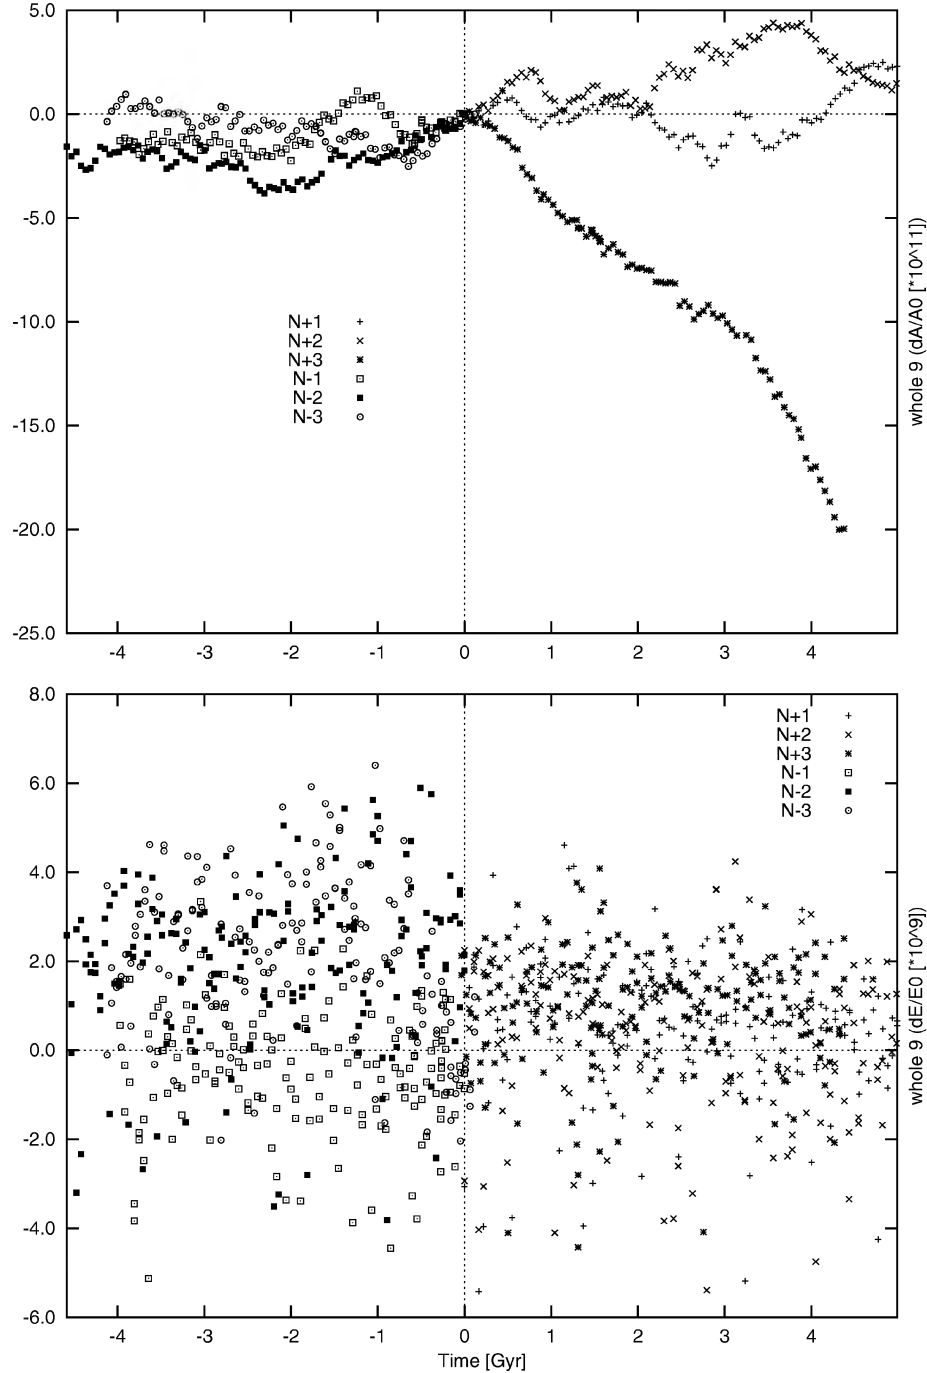 5.0
0.0
-5.0
-10.0
-15.0
-20.0
-25.0
-4 -3 -2 -1 0 1 2 3 4
whole 9 (dA/A0 [*10^11])
N+1
N+2
N+3
N-1
N-2
N-3
8.0
6.0
4.0
2.0
0.0
-2.0
-4.0
-6.0
-4 -3 -2 -1 0 1 2 3 4
Time [Gyr]
whole 9 (dE/E0 [*10^9])
N+1
N+2
N+3
N-1
N-2
N-3